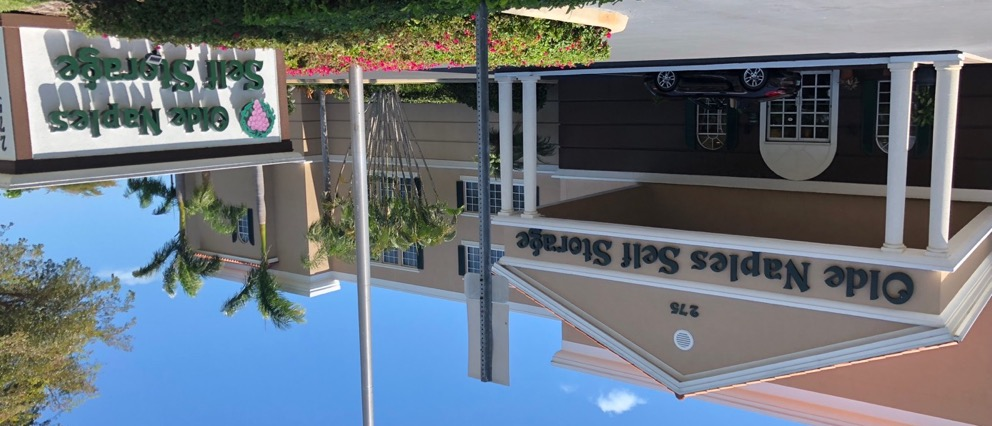 Olde Naples
Self Storage
275
Olde Naples Self Storage